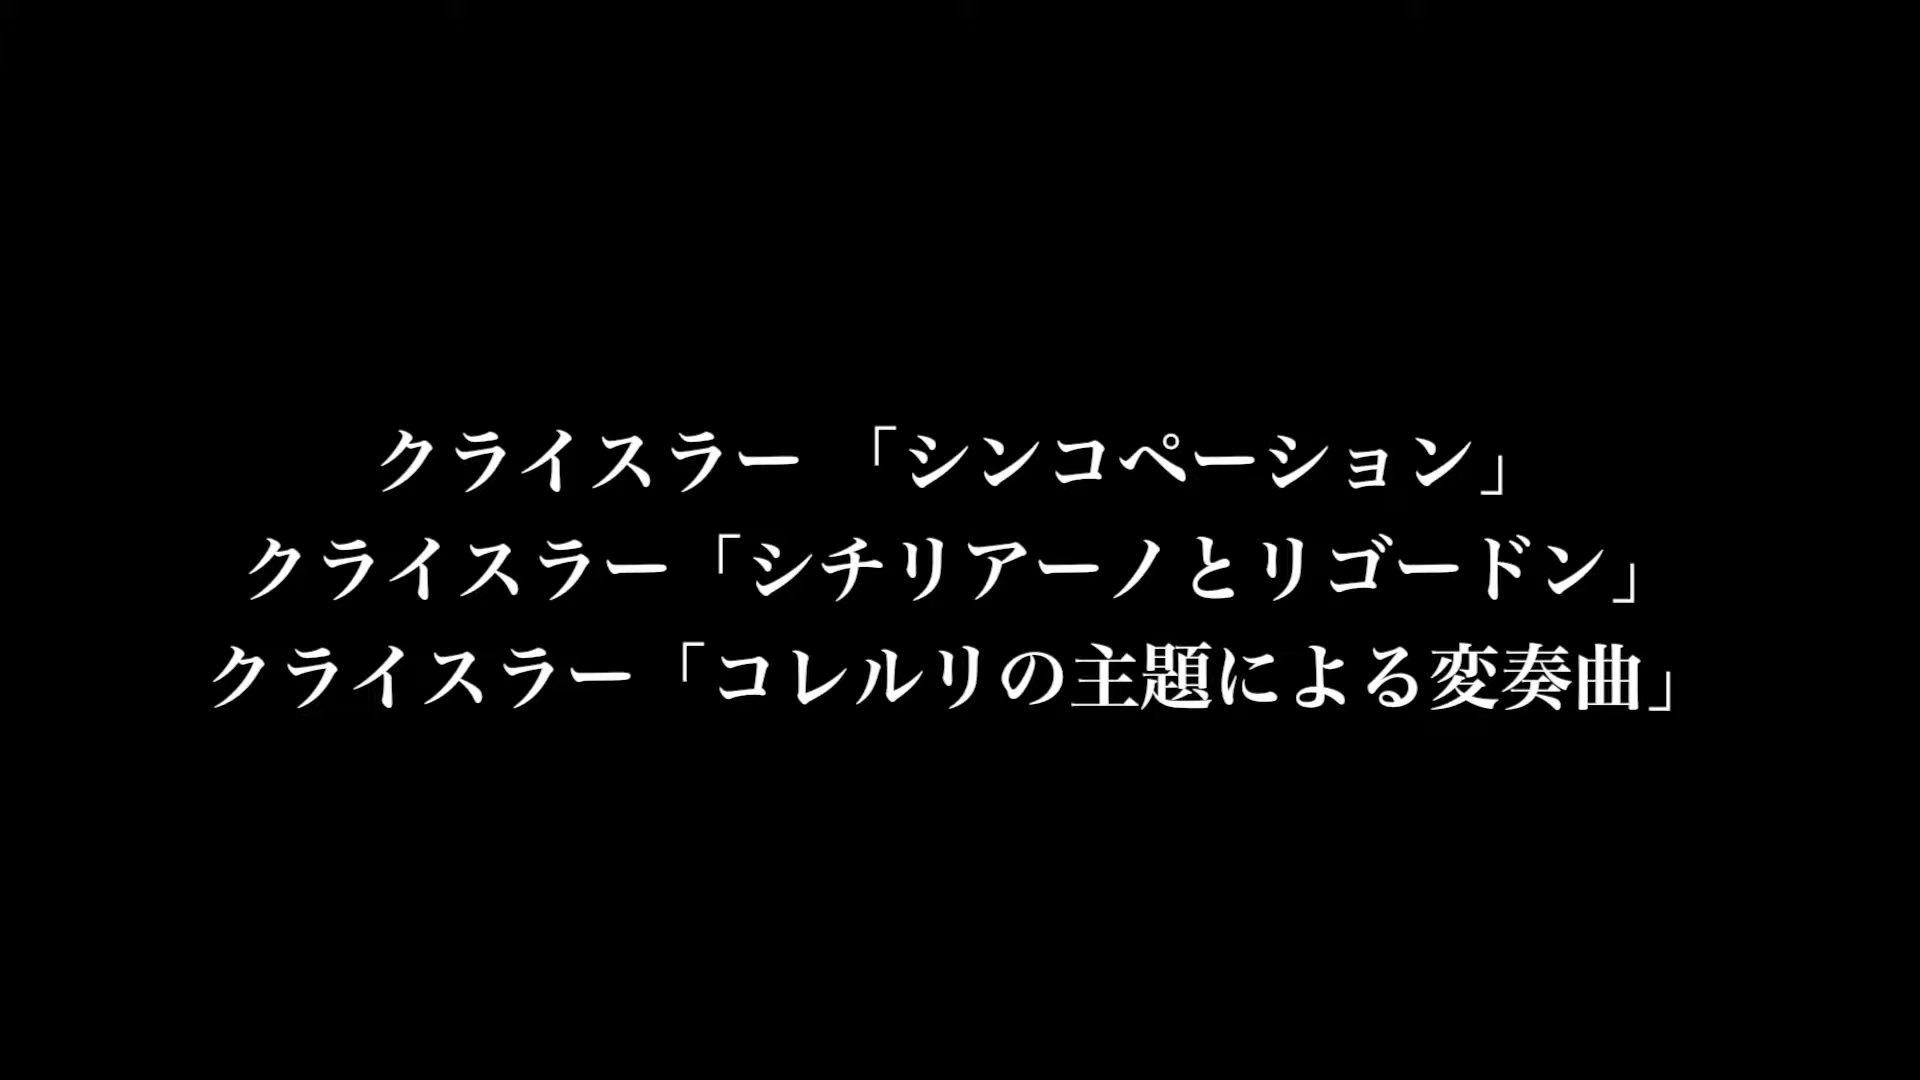 クライスラー 「シンコペーション」
クライスラー「シチリアーノとリゴードン」
クライスラー「コレルリの主題による変奏曲」